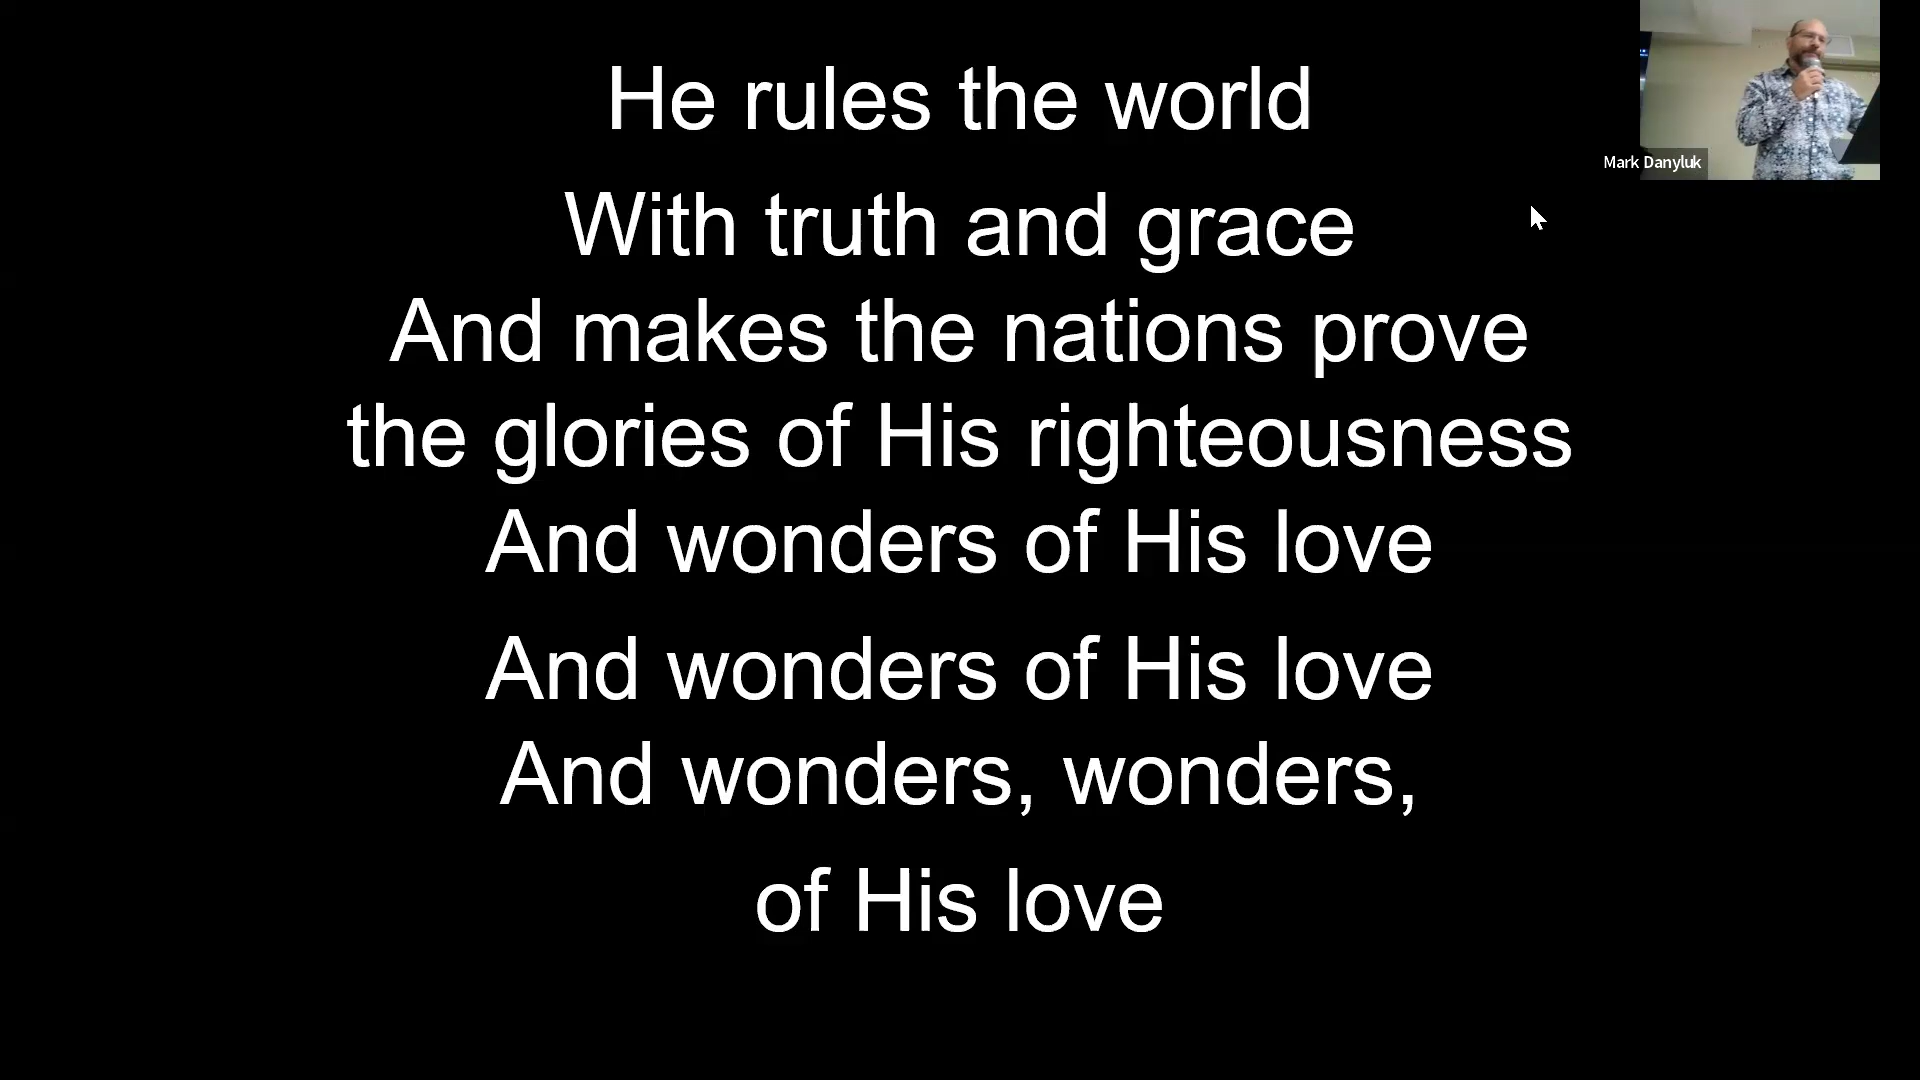 He rules the world
With truth and grace
And makes the nations prove
the glories of His righteousness
And wonders of His love
And wonders of His love
And wonders, wonders,
of His love
Mark Danyluk